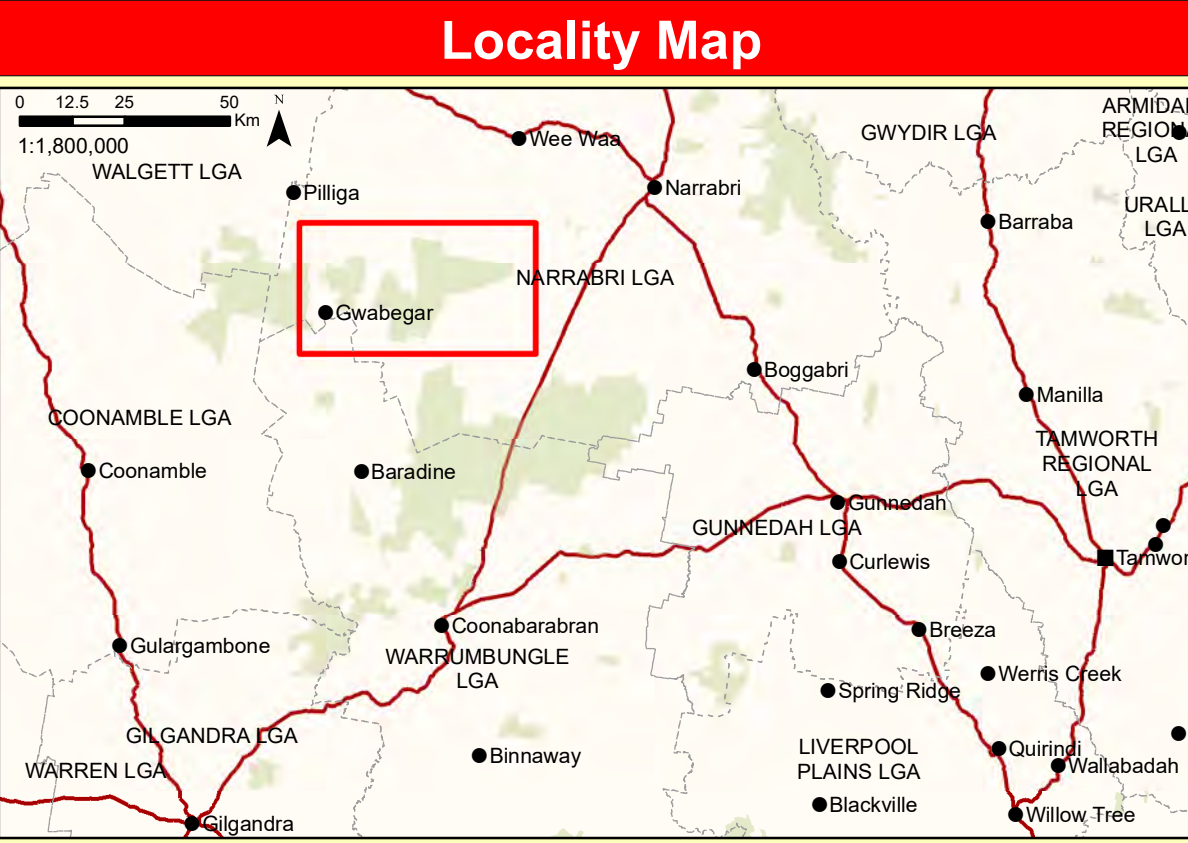 Locality Map
0 12.5 25 50
Km
N
1:1,800,000
WALGETT LGA
Wee Waa
GWYDIR LGA
LGA
Pilliga
Narrabri
Barraba
LGA
NARRABRI LGA
Gwabegar
Boggabri
Manilla
COONAMBLE LGA
TAMWORTH
REGIONAL
LGA
Coonamble
Baradine
Gunnedah
GUNNEDAH LGA
Curlewis
Coonabarabran
Breeza
Gulargambone
WARRUMBUNGLE
LGA
Werris Creek
Spring Ridge
GILGANDRA LGA
LIVERPOOL
PLAINS LGA
Quirindi
Binnaway
Wallabadah
WARREN LGA
Blackville
Willow Tree
Gilgandra